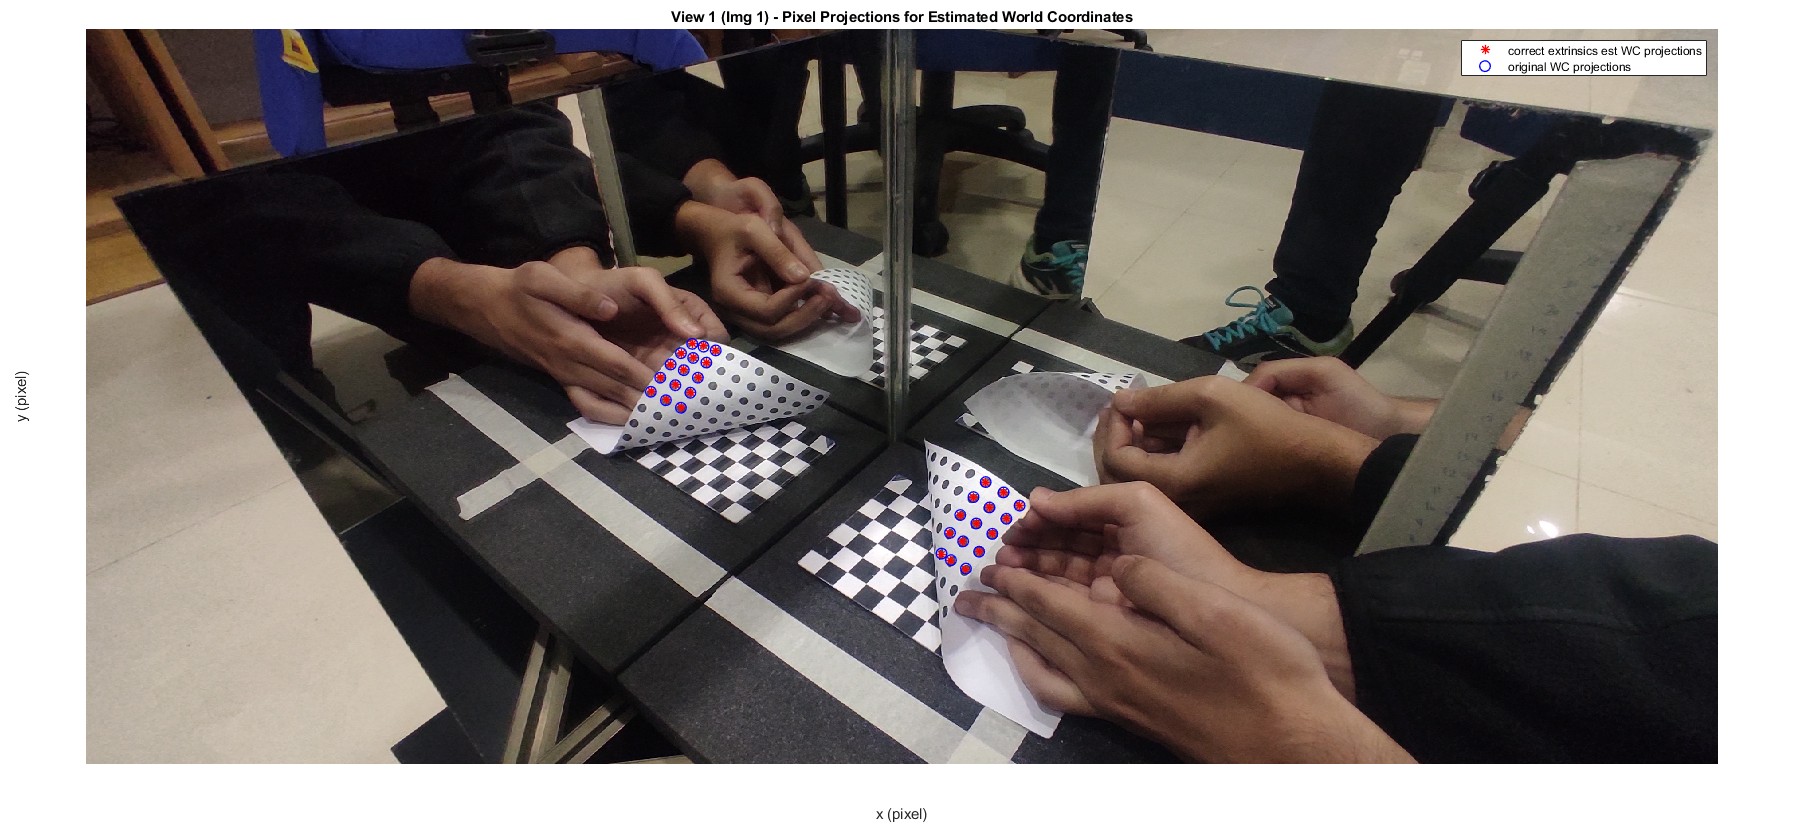 View 1 (Img 1) - Pixel Projections for Estimated World Coordinates
correct extrinsics est WC projections
original WC projections
y (pixel)
x (pixel)